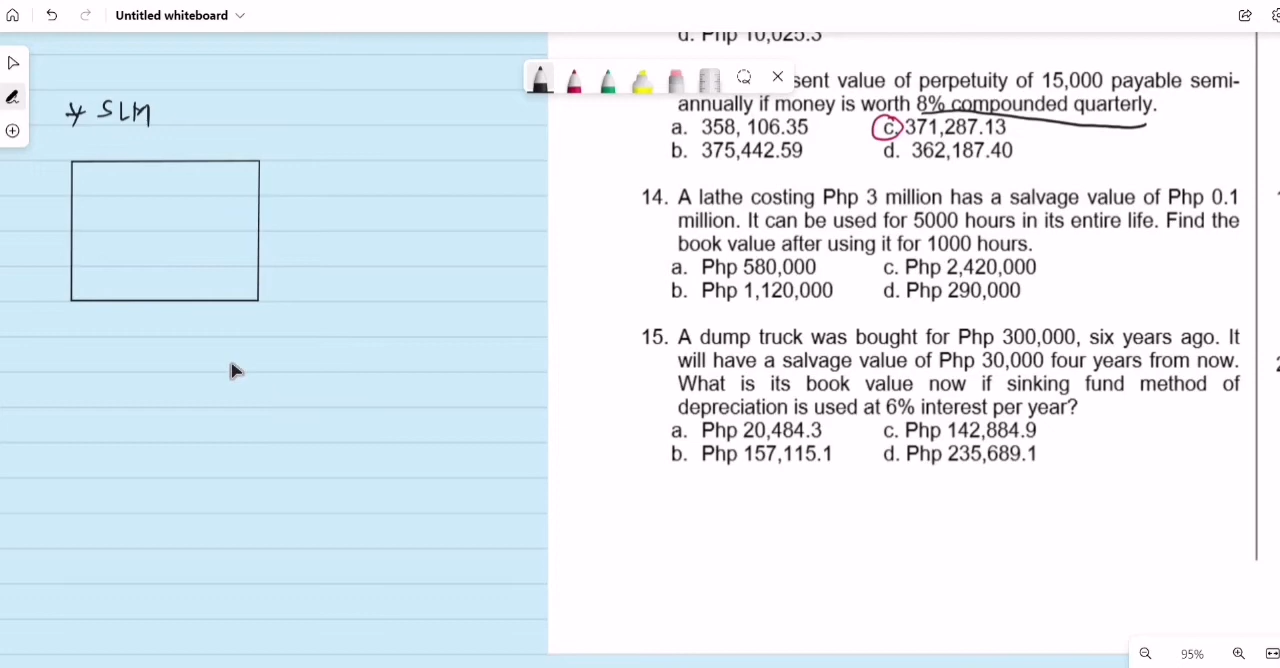 Untitled whiteboard
* SLM
d. Php 10,025.3
sent value of perpetuity of 15,000 payable semi-
annually if money is worth 8% compounded quarterly.
a. 358, 106.35 c. 371,287.13
b. 375,442.59 d. 362,187.40
14. A lathe costing Php 3 million has a salvage value of Php 0.1
million. It can be used for 5000 hours in its entire life. Find the
book value after using it for 1000 hours.
a. Php 580,000 c. Php 2,420,000
b. Php 1,120,000 d. Php 290,000
15. A dump truck was bought for Php 300,000, six years ago. It
will have a salvage value of Php 30,000 four years from now.
What is its book value now if sinking fund method of
depreciation is used at 6% interest per year?
a. Php 20,484.3 c. Php 142,884.9
b. Php 157,115.1 d. Php 235,689.1
95%